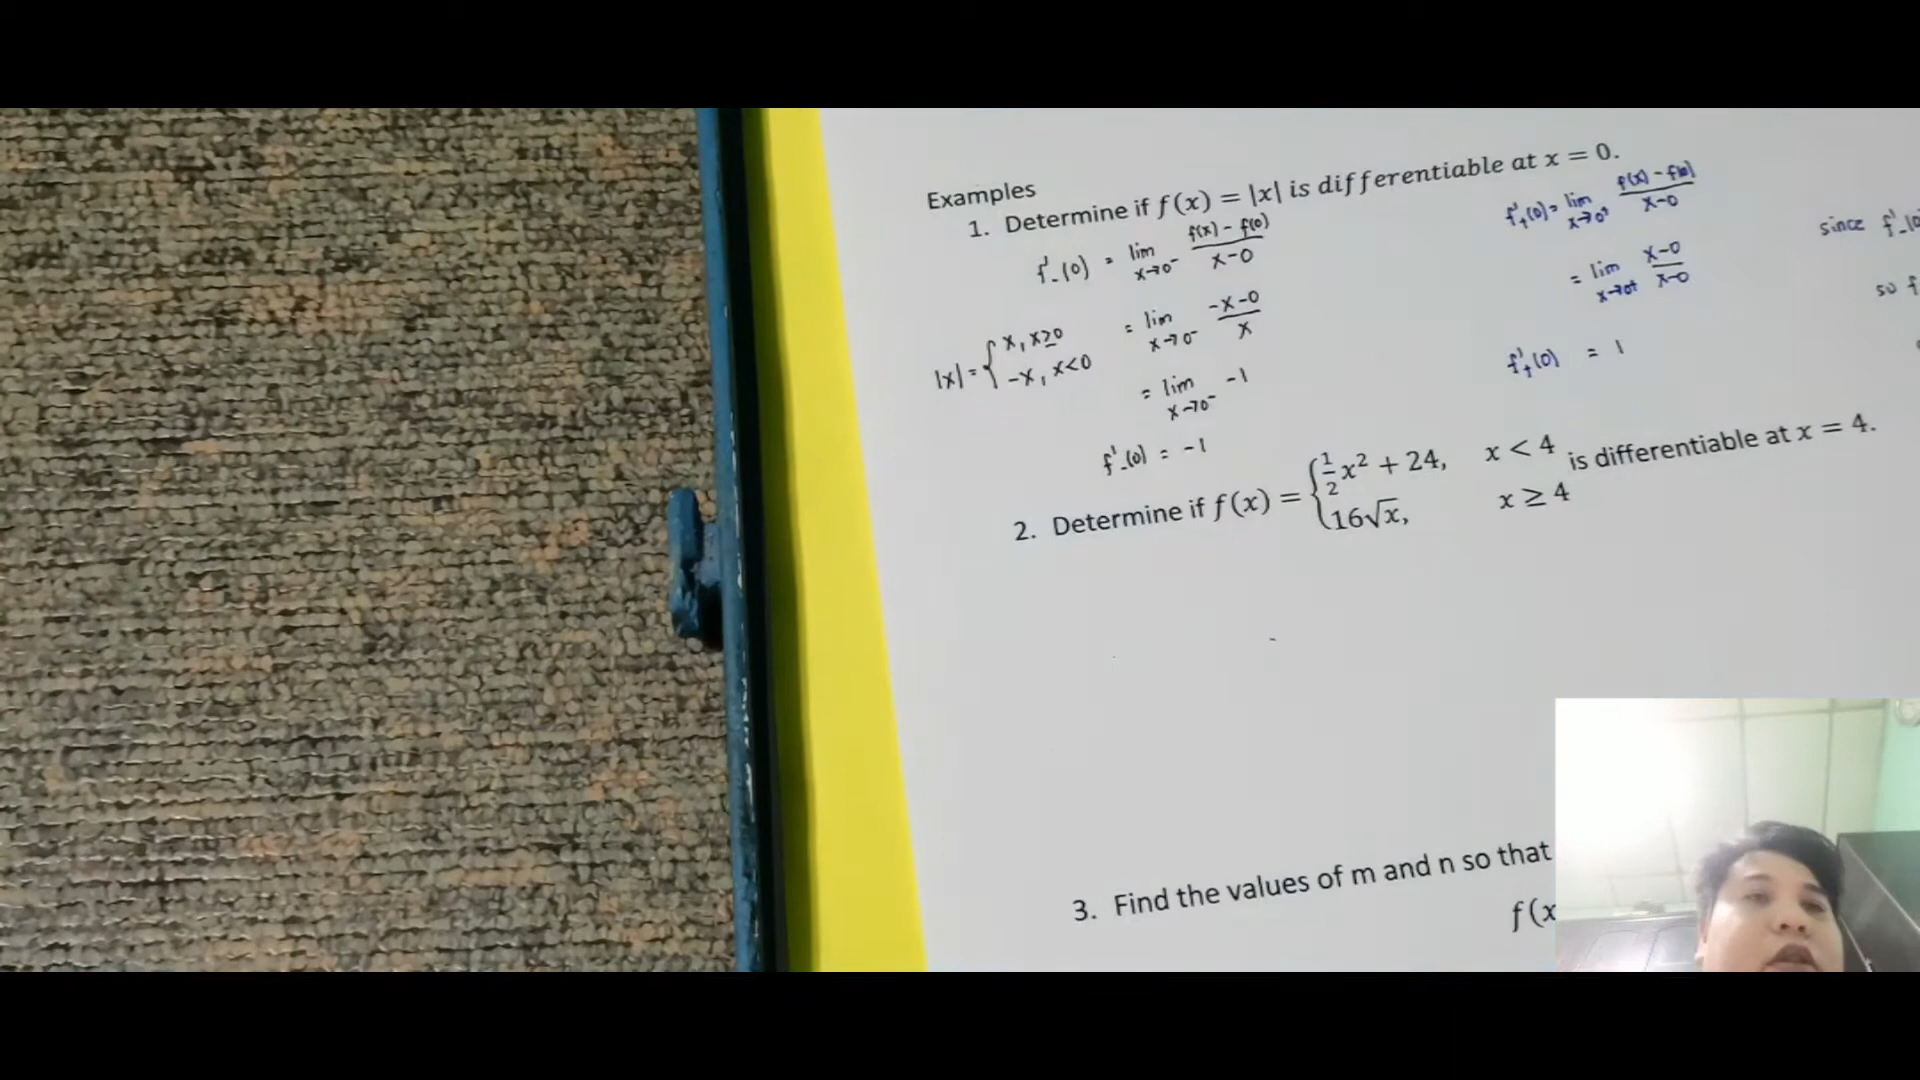 Examples
1. Determine if f(x) = |x| is differentiable at x = 0.
f'₋(0) = lim x→0⁻ (f(x) - f(0))/(x-0)
f'₊(0) = lim x→0⁺ (f(x) - f(0))/(x-0)
since f'₋(0
|x| = { x, x≥0
-x, x<0
= lim x→0⁻ (-x-0)/x
= lim x→0⁺ (x-0)/(x-0)
so f
= lim x→0⁻ -1
f'₊(0) = 1
f'₋(0) = -1
2. Determine if f(x) = { ½x² + 24, x < 4
16√x, x ≥ 4
is differentiable at x = 4.
3. Find the values of m and n so that
f(x